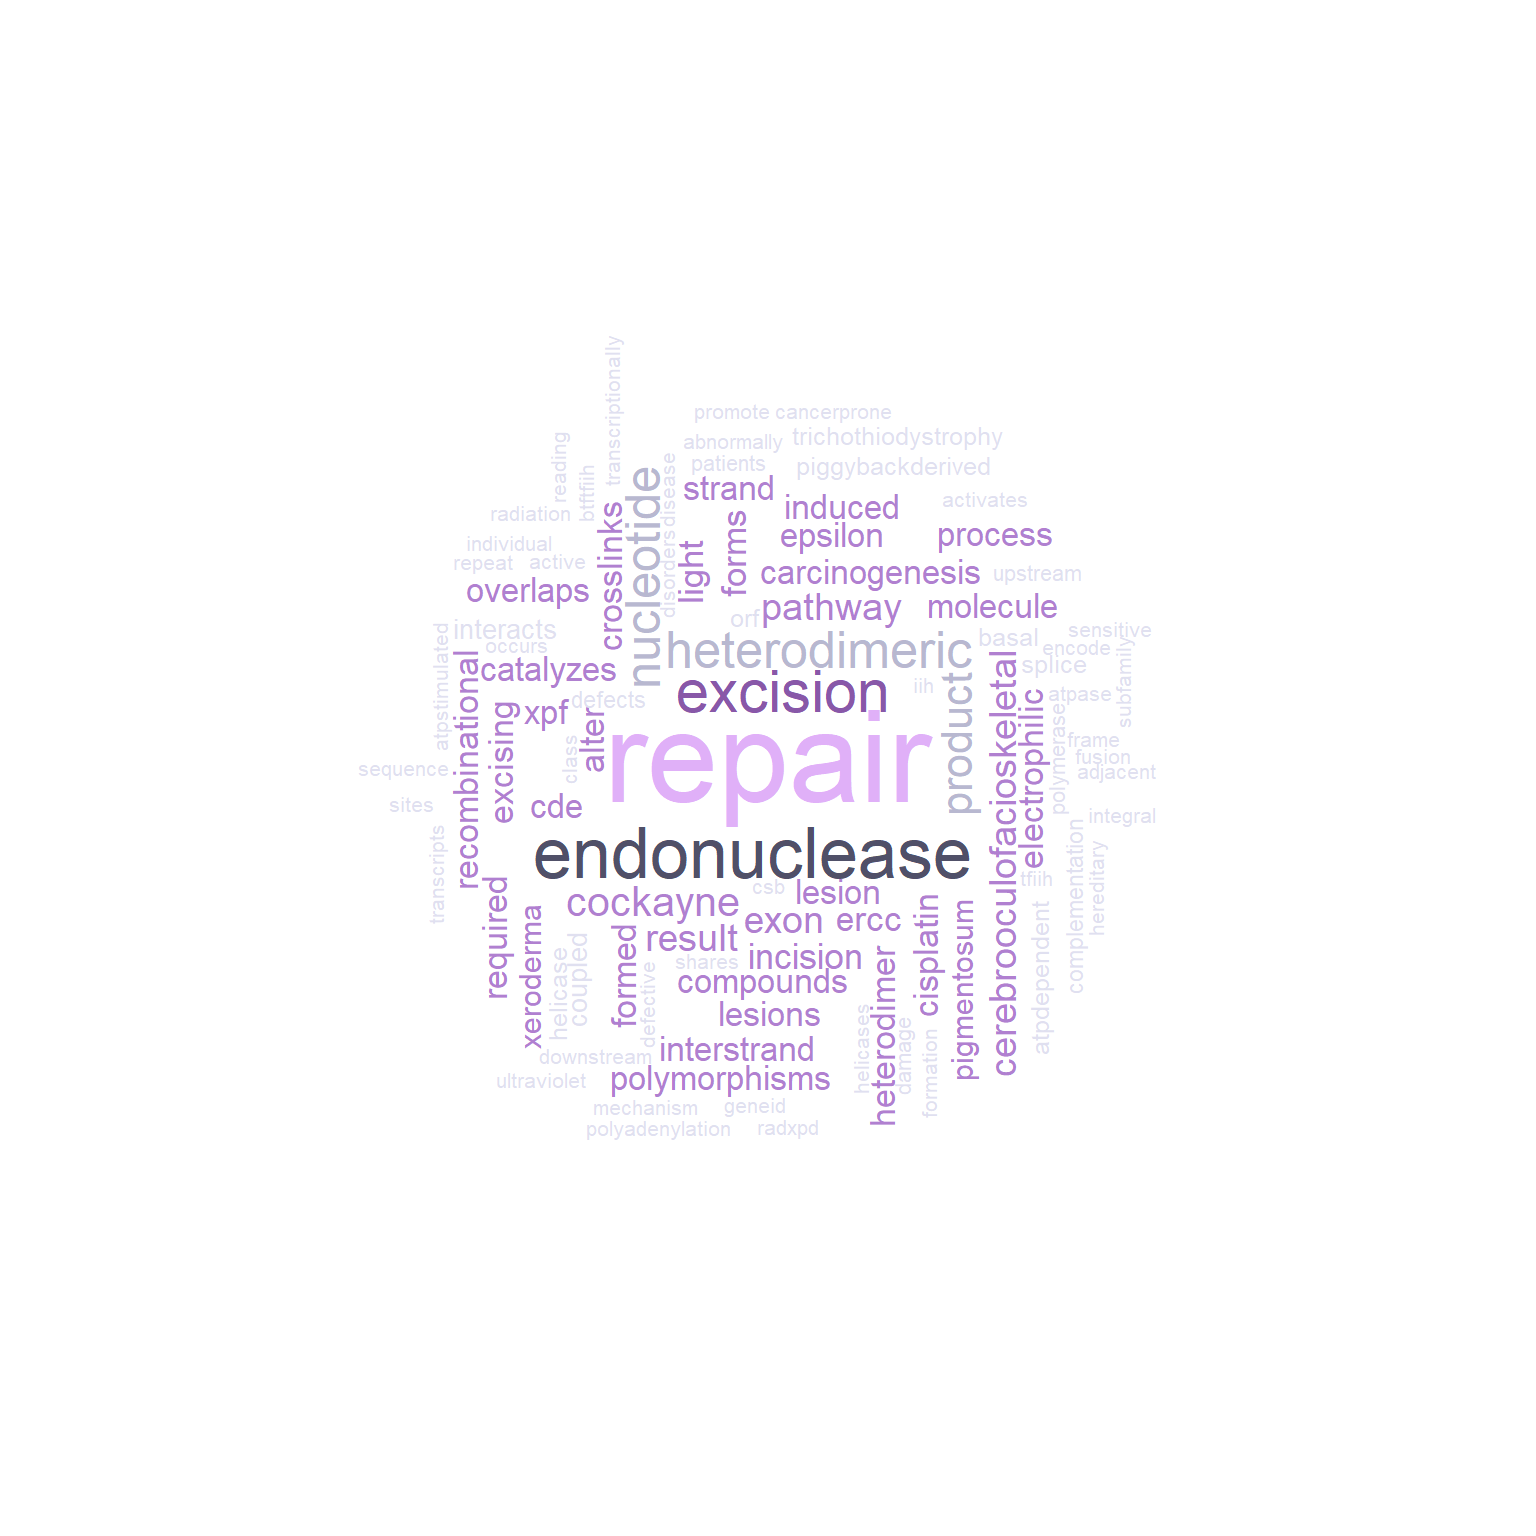 transcriptionally
promote cancerprone
abnormally
trichothiodystrophy
reading
btftfiih
disease
patients
piggybackderived
nucleotide
strand
induced
activates
radiation
crosslinks
light
forms
epsilon
process
individual
disorders
repeat
active
carcinogenesis
upstream
overlaps
pathway
molecule
orf
interacts
occurs
heterodimeric
basal
sensitive
encode
atpstimulated
recombinational
catalyzes
excision
iih
splice
subfamily
defects
product
cerebrooculofacioskeletal
electrophilic
atpase
excising
xpf
alter
repair
polymerase
frame
fusion
class
sequence
adjacent
sites
cde
integral
transcripts
endonuclease
complementation
hereditary
required
cockayne
csb
lesion
tfiih
xeroderma
exon
ercc
cisplatin
pigmentosum
atpdependent
helicase
coupled
formed
result
shares
incision
heterodimer
defective
compounds
lesions
helicases
damage
formation
downstream
interstrand
ultraviolet
polymorphisms
mechanism
geneid
polyadenylation
radxpd